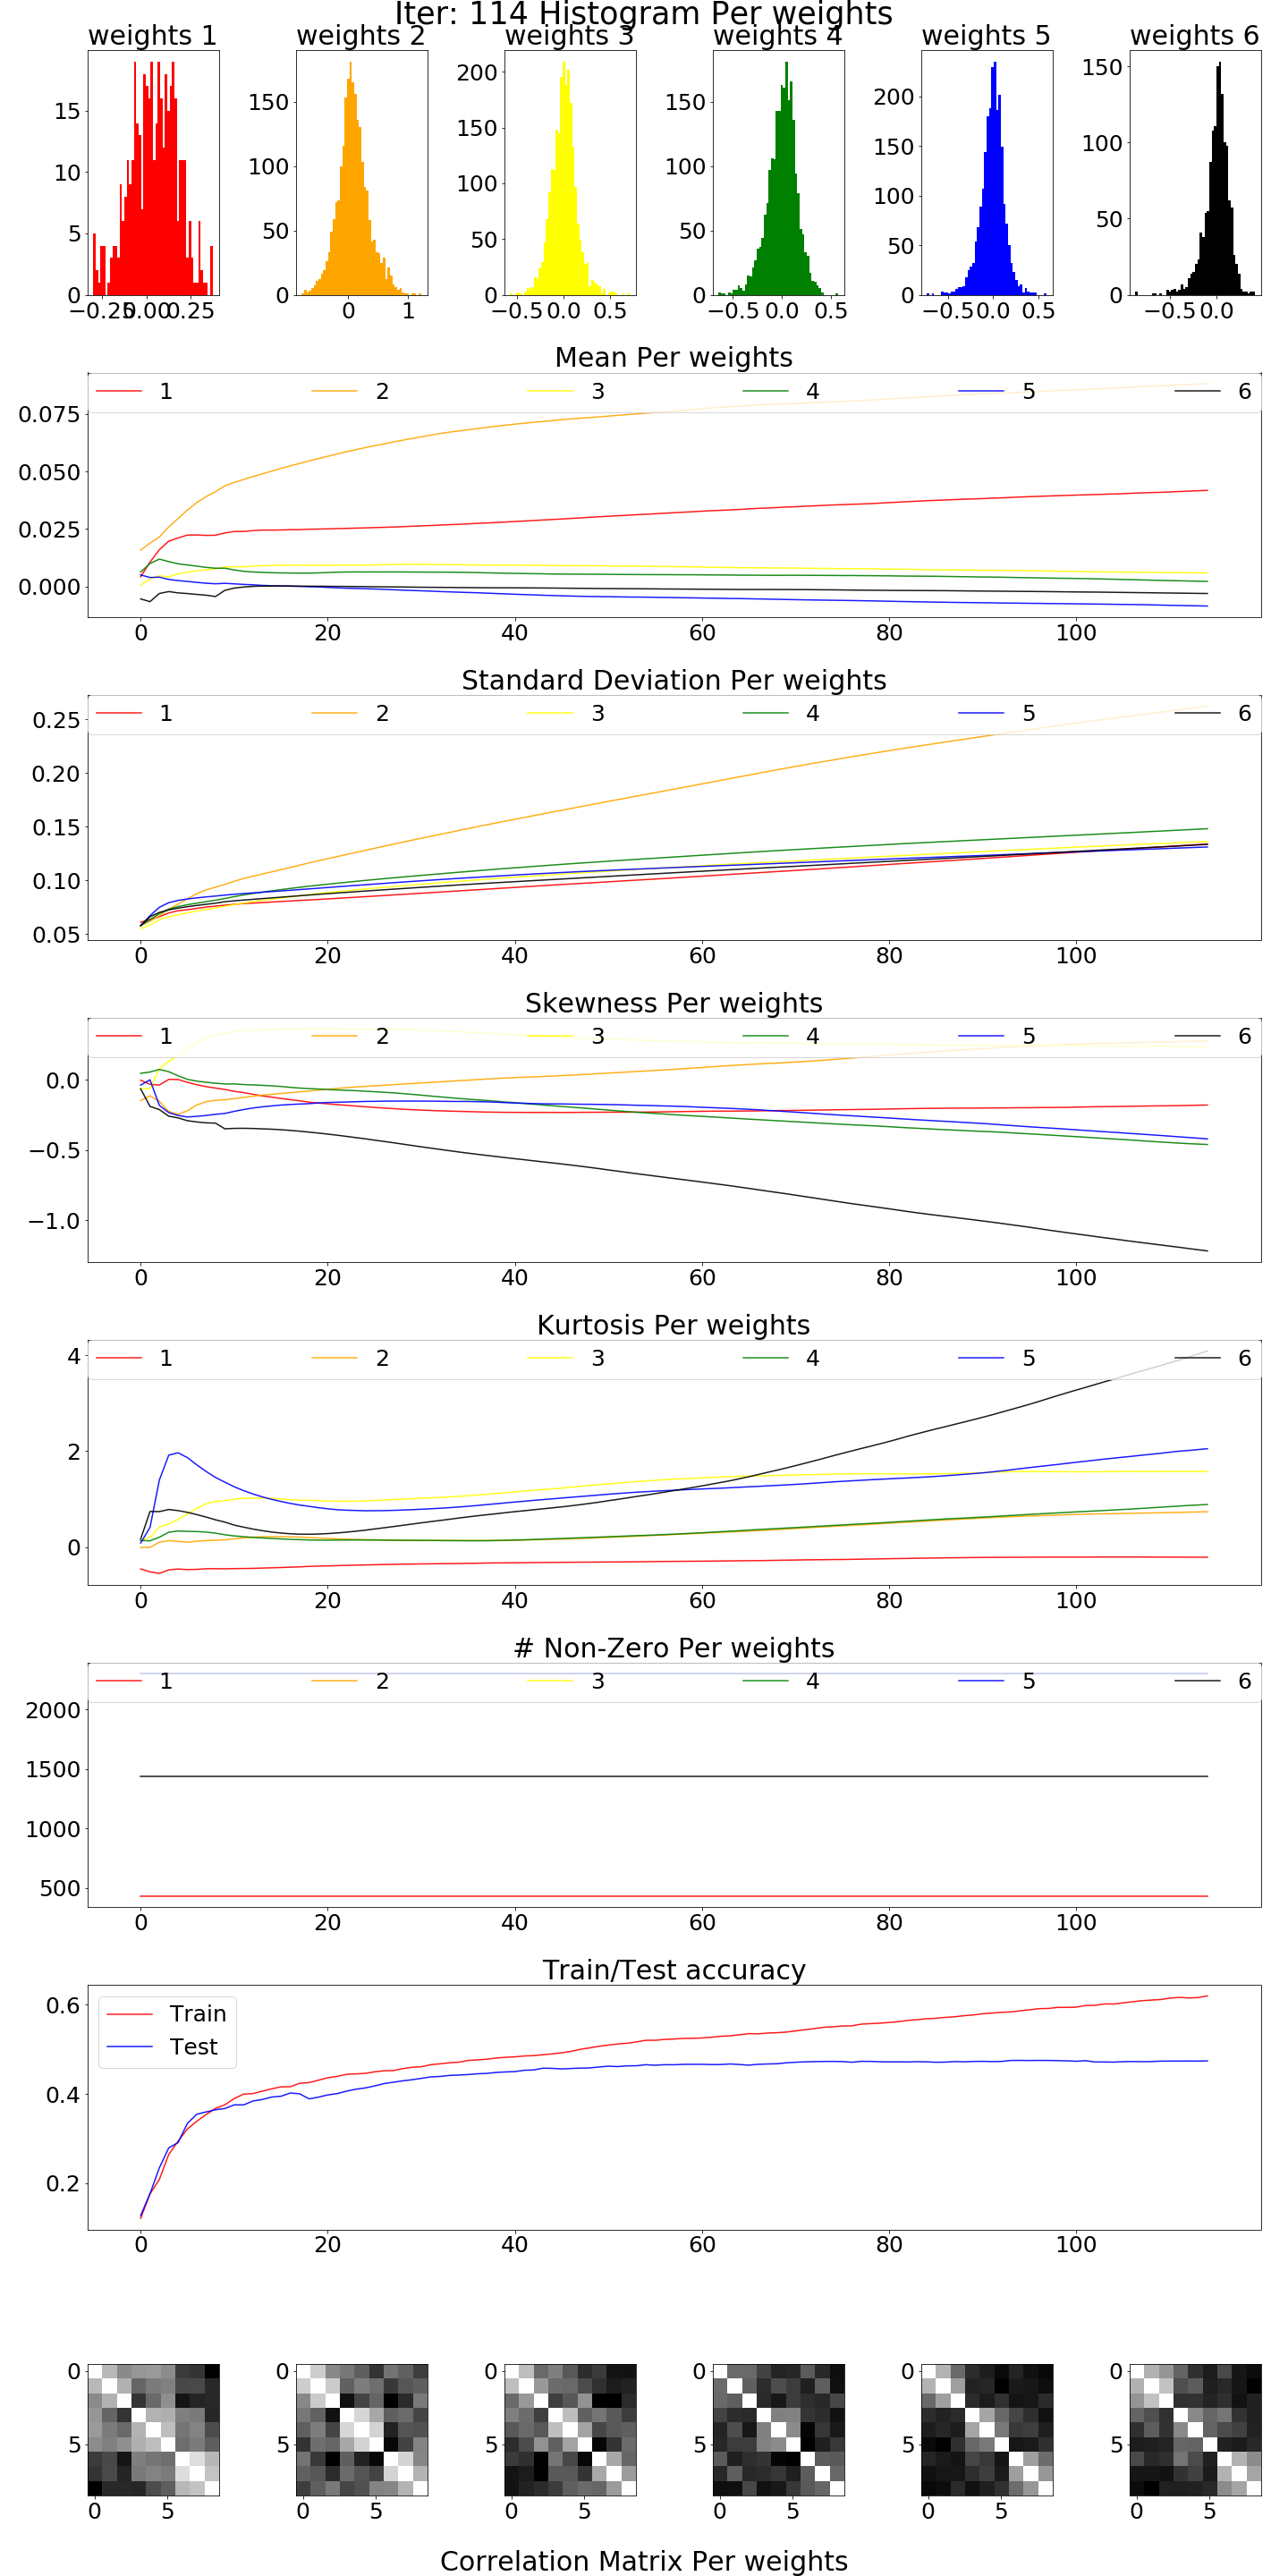 Iter: 114 Histogram Per weights
weights 1 weights 2 weights 3 weights 4 weights 5 weights 6
15
10
5
0
−0.25 0.00 0.25
150
100
50
0
0 1
200
150
100
50
0
−0.5 0.0 0.5
150
100
50
0
−0.5 0.0 0.5
200
150
100
50
0
−0.5 0.0 0.5
150
100
50
0
−0.5 0.0
Mean Per weights
1 2 3 4 5 6
0.075
0.050
0.025
0.000
0 20 40 60 80 100
Standard Deviation Per weights
1 2 3 4 5 6
0.25
0.20
0.15
0.10
0.05
0 20 40 60 80 100
Skewness Per weights
1 2 3 4 5 6
0.0
−0.5
−1.0
0 20 40 60 80 100
Kurtosis Per weights
1 2 3 4 5 6
4
2
0
0 20 40 60 80 100
# Non-Zero Per weights
1 2 3 4 5 6
2000
1500
1000
500
0 20 40 60 80 100
Train/Test accuracy
Train
Test
0.6
0.4
0.2
0 20 40 60 80 100
0 0 0 0 0 0
5 5 5 5 5 5
0 5 0 5 0 5 0 5 0 5 0 5
Correlation Matrix Per weights